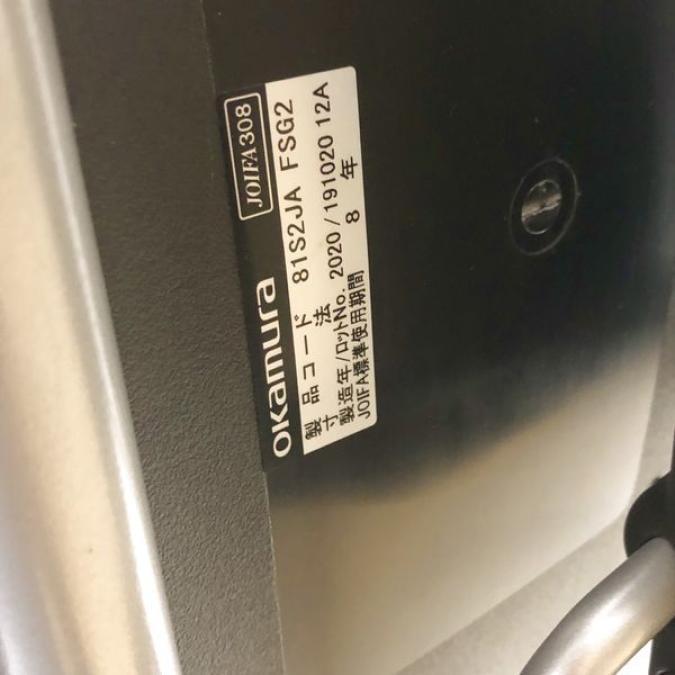 okamura JOIFA308
製品コード 81S2JA FSG2
寸法
製造年/ロットNo. 2020/191020 12A
JOIFA標準使用期間 8 年